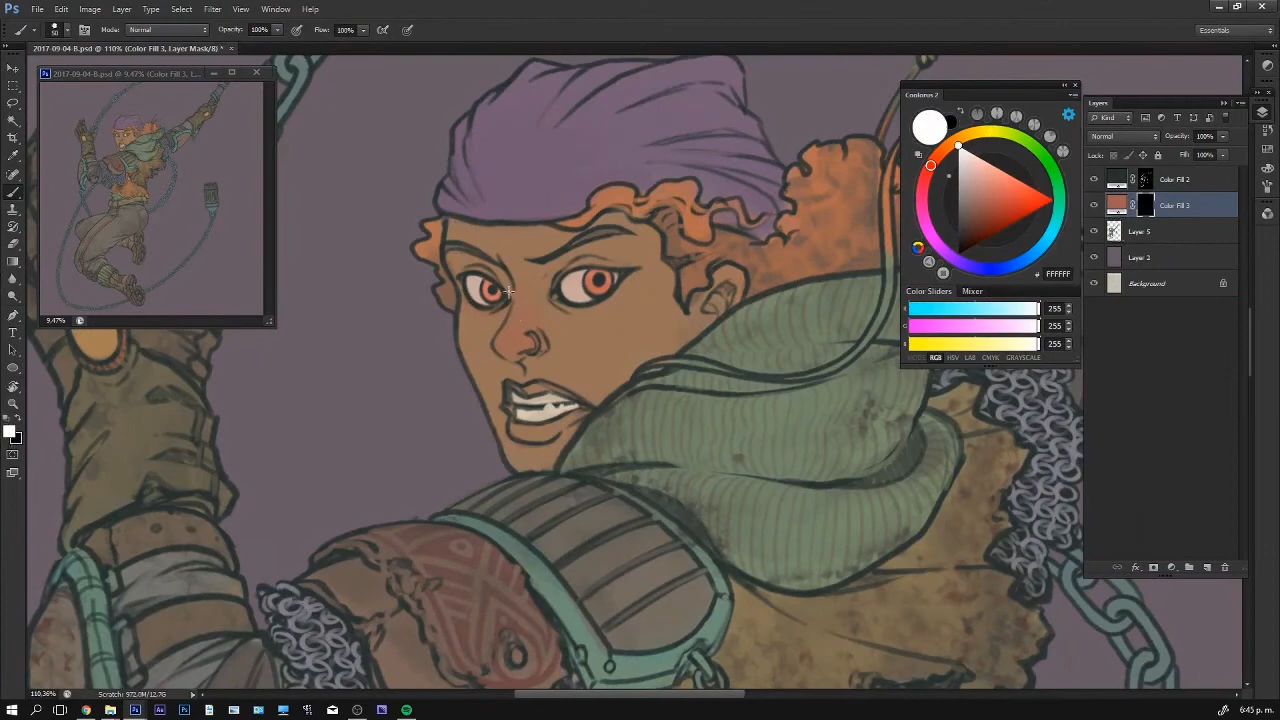 Ps File Edit Image Layer Type Select Filter View Window Help
50 Mode: Normal Opacity: 100% Flow: 100% Essentials
2017-09-04-B.psd @ 110% (Color Fill 3, Layer Mask/8) *
2017-09-04-B.psd @ 9.47% (Color Fill 3, L...
Coolorus 2
Layers
Kind
Normal Opacity: 100%
Lock: Fill: 100%
Color Fill 2
Color Fill 3
Layer 5
Layer 2
Background
# FFFFFF
Color Sliders Mixer
255
G 255
255
RGB HSV LAB CMYK GRAYSCALE
9.47%
110,36% Scratch: 972.0M/12.7G
6:45 p. m.